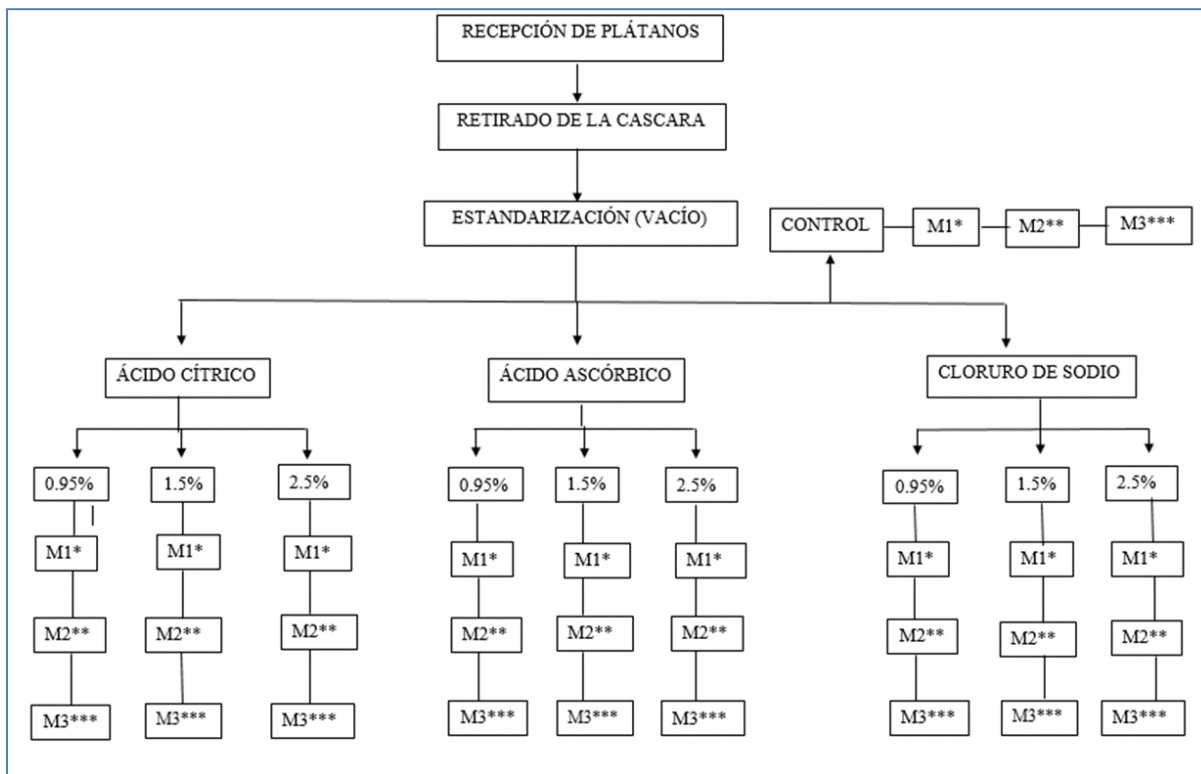 RECEPCIÓN DE PLÁTANOS
RETIRADO DE LA CASCARA
ESTANDARIZACIÓN (VACÍO)
CONTROL
M1*
M2**
M3***
ÁCIDO CÍTRICO
ÁCIDO ASCÓRBICO
CLORURO DE SODIO
0.95%
1.5%
2.5%
0.95%
1.5%
2.5%
0.95%
1.5%
2.5%
M1*
M1*
M1*
M1*
M1*
M1*
M1*
M1*
M1*
M2**
M2**
M2**
M2**
M2**
M2**
M2**
M2**
M2**
M3***
M3***
M3***
M3***
M3***
M3***
M3***
M3***
M3***